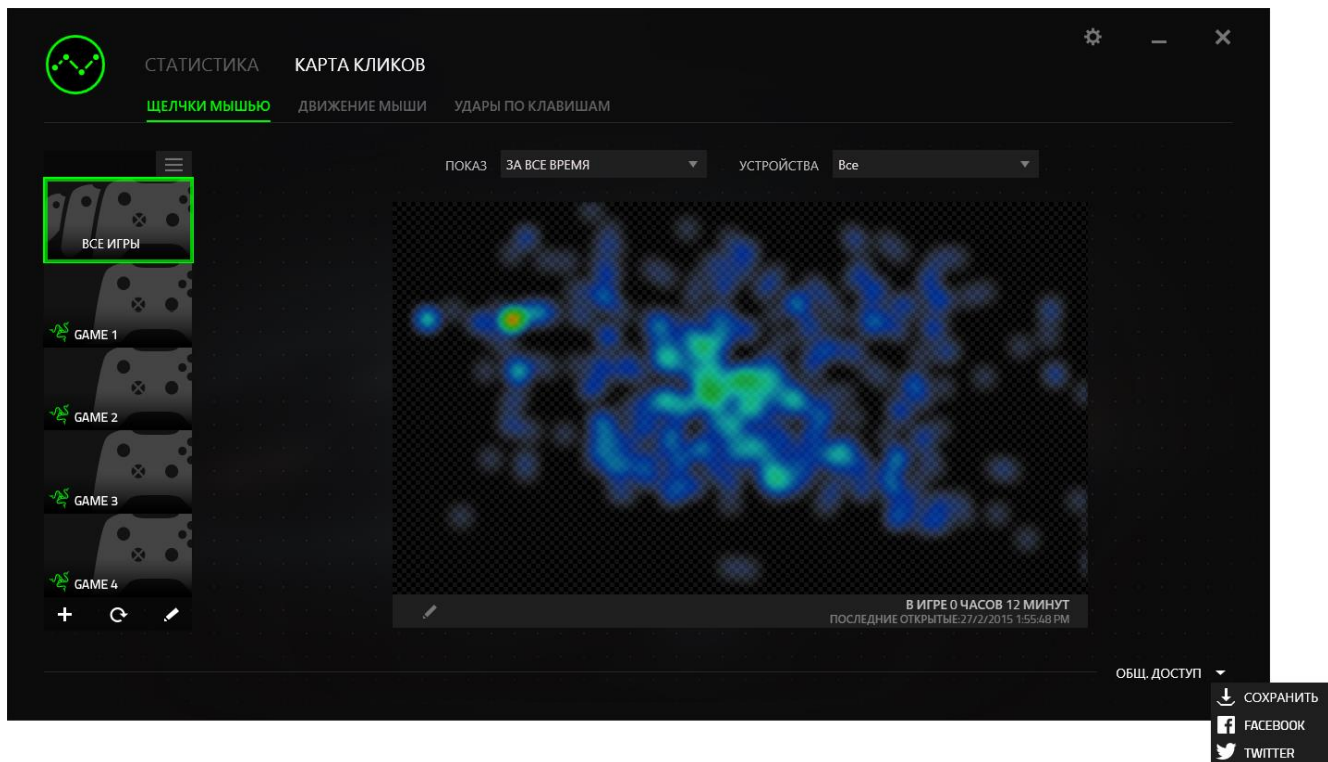 СТАТИСТИКА КАРТА КЛИКОВ
ЩЕЛЧКИ МЫШЬЮ ДВИЖЕНИЕ МЫШИ УДАРЫ ПО КЛАВИШАМ
ПОКАЗ ЗА ВСЕ ВРЕМЯ УСТРОЙСТВА Все
ВСЕ ИГРЫ
GAME 1
GAME 2
GAME 3
GAME 4
В ИГРЕ 0 ЧАСОВ 12 МИНУТ
ПОСЛЕДНИЕ ОТКРЫТЫЕ:27/2/2015 1:55:48 PM
ОБЩ. ДОСТУП
СОХРАНИТЬ
FACEBOOK
TWITTER